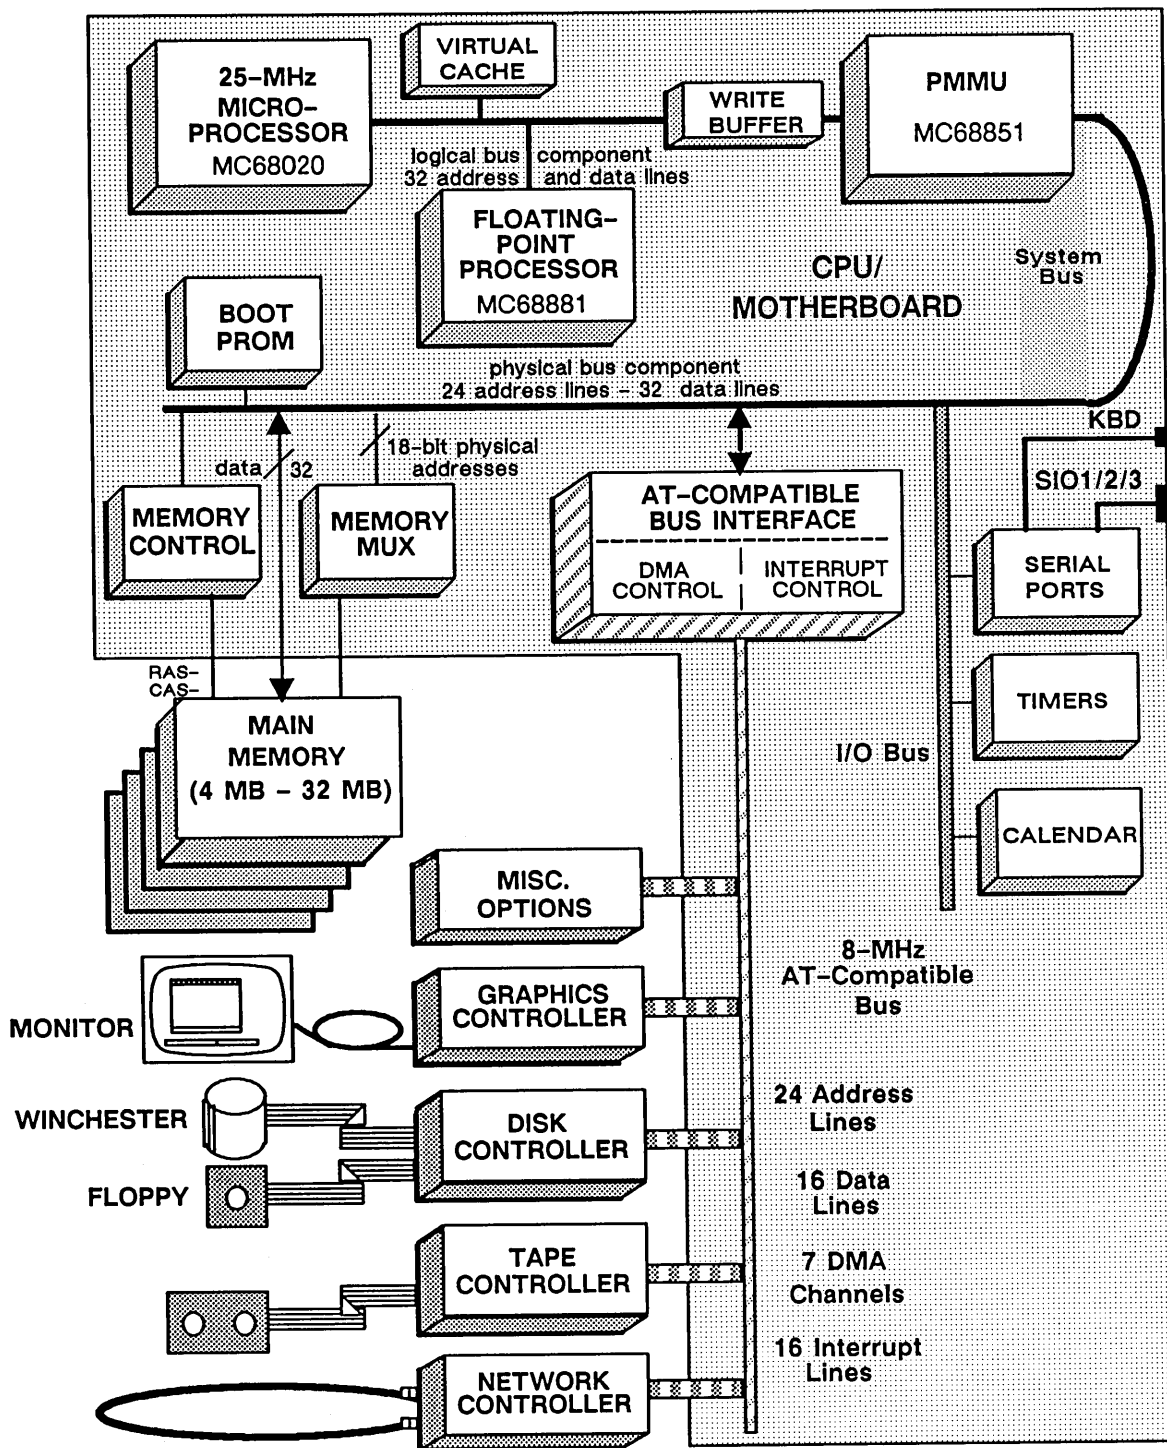 VIRTUAL
CACHE
25-MHz
MICRO-
PROCESSOR
MC68020
WRITE
BUFFER
PMMU
MC68851
logical bus component
32 address and data lines
FLOATING-
POINT
PROCESSOR
MC68881
CPU/
MOTHERBOARD
System
Bus
BOOT
PROM
physical bus component
24 address lines - 32 data lines
KBD
data 32
18-bit physical
addresses
SIO1/2/3
MEMORY
CONTROL
MEMORY
MUX
AT-COMPATIBLE
BUS INTERFACE
DMA
CONTROL
INTERRUPT
CONTROL
SERIAL
PORTS
RAS-
CAS-
MAIN
MEMORY
(4 MB - 32 MB)
TIMERS
I/O Bus
CALENDAR
MISC.
OPTIONS
8-MHz
AT-Compatible
Bus
MONITOR
GRAPHICS
CONTROLLER
24 Address
Lines
WINCHESTER
DISK
CONTROLLER
FLOPPY
16 Data
Lines
TAPE
CONTROLLER
7 DMA
Channels
16 Interrupt
Lines
NETWORK
CONTROLLER